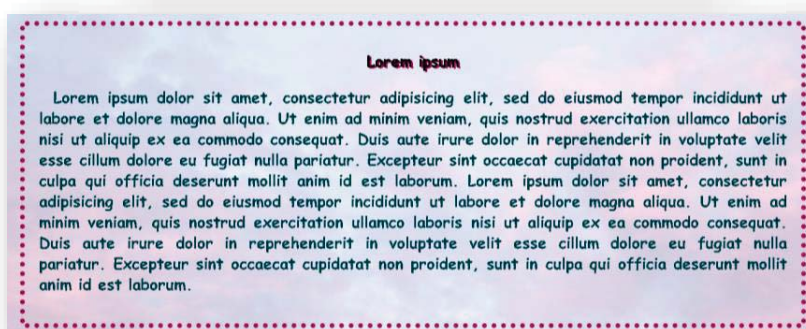 Lorem ipsum
Lorem ipsum dolor sit amet, consectetur adipisicing elit, sed do eiusmod tempor incididunt ut
labore et dolore magna aliqua. Ut enim ad minim veniam, quis nostrud exercitation ullamco laboris
nisi ut aliquip ex ea commodo consequat. Duis aute irure dolor in reprehenderit in voluptate velit
esse cillum dolore eu fugiat nulla pariatur. Excepteur sint occaecat cupidatat non proident, sunt in
culpa qui officia deserunt mollit anim id est laborum. Lorem ipsum dolor sit amet, consectetur
adipisicing elit, sed do eiusmod tempor incididunt ut labore et dolore magna aliqua. Ut enim ad
minim veniam, quis nostrud exercitation ullamco laboris nisi ut aliquip ex ea commodo consequat.
Duis aute irure dolor in reprehenderit in voluptate velit esse cillum dolore eu fugiat nulla
pariatur. Excepteur sint occaecat cupidatat non proident, sunt in culpa qui officia deserunt mollit
anim id est laborum.